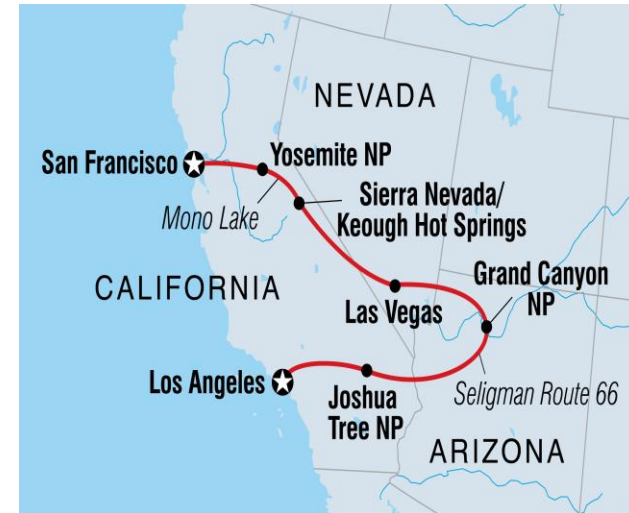 NEVADA
San Francisco
Yosemite NP
Mono Lake
Sierra Nevada/
Keough Hot Springs
CALIFORNIA
Las Vegas
Grand Canyon
NP
Los Angeles
Joshua
Tree NP
Seligman Route 66
ARIZONA